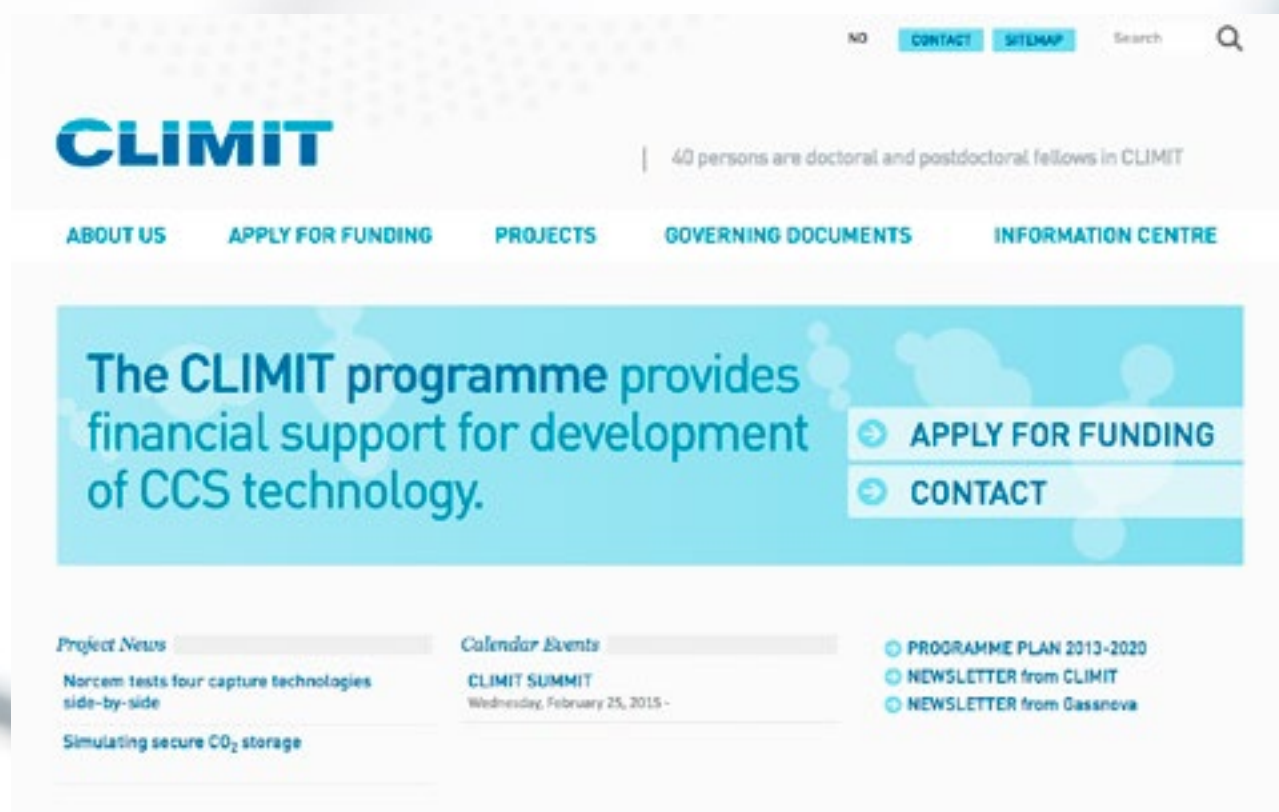 NO CONTACT SITEMAP Search
CLIMIT
40 persons are doctoral and postdoctoral fellows in CLIMIT
ABOUT US APPLY FOR FUNDING PROJECTS GOVERNING DOCUMENTS INFORMATION CENTRE
The CLIMIT programme provides
financial support for development
of CCS technology.
APPLY FOR FUNDING
CONTACT
Project News
Norcem tests four capture technologies
side-by-side
Simulating secure CO₂ storage
Calendar Events
CLIMIT SUMMIT
Wednesday, February 25, 2015 -
PROGRAMME PLAN 2013-2020
NEWSLETTER from CLIMIT
NEWSLETTER from Gassnova